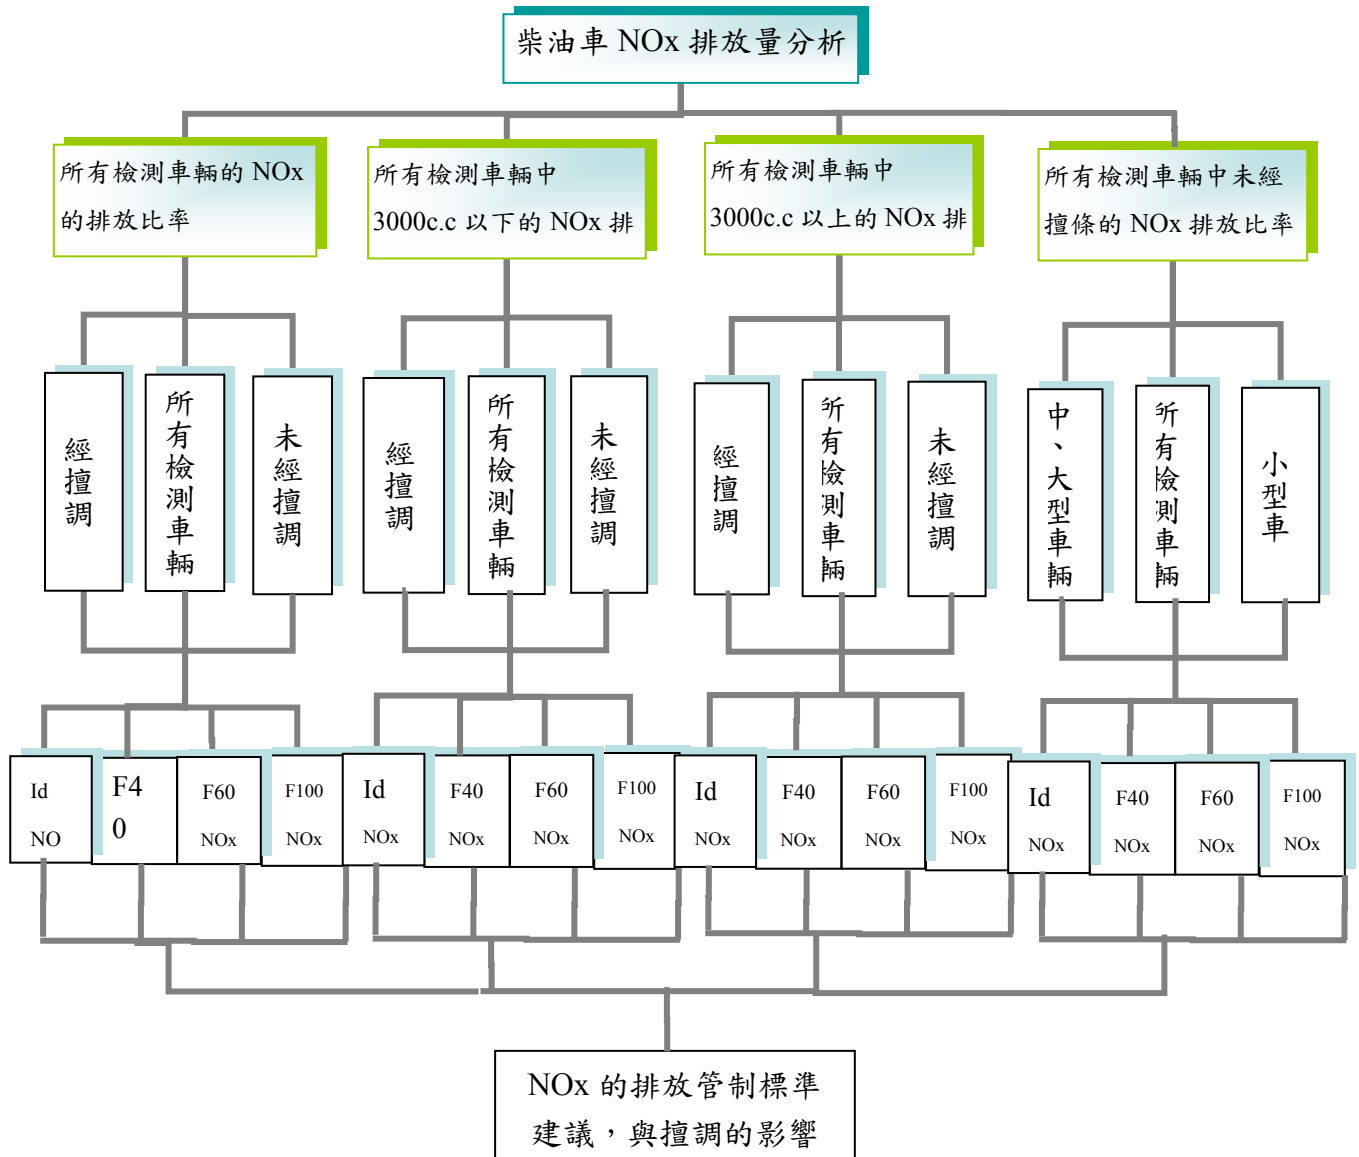 柴油車 NOx 排放量分析
所有檢測車輛的 NOx
的排放比率
所有檢測車輛中
3000c.c 以下的 NOx 排
所有檢測車輛中
3000c.c 以上的 NOx 排
所有檢測車輛中未經
擅條的 NOx 排放比率
經擅調
所有檢測車輛
未經擅調
經擅調
所有檢測車輛
未經擅調
經擅調
所有檢測車輛
未經擅調
中、大型車輛
所有檢測車輛
小型車
Id
NO
F4
0
F60
NOx
F100
NOx
Id
NOx
F40
NOx
F60
NOx
F100
NOx
Id
NOx
F40
NOx
F60
NOx
F100
NOx
Id
NOx
F40
NOx
F60
NOx
F100
NOx
NOx 的排放管制標準
建議，與擅調的影響